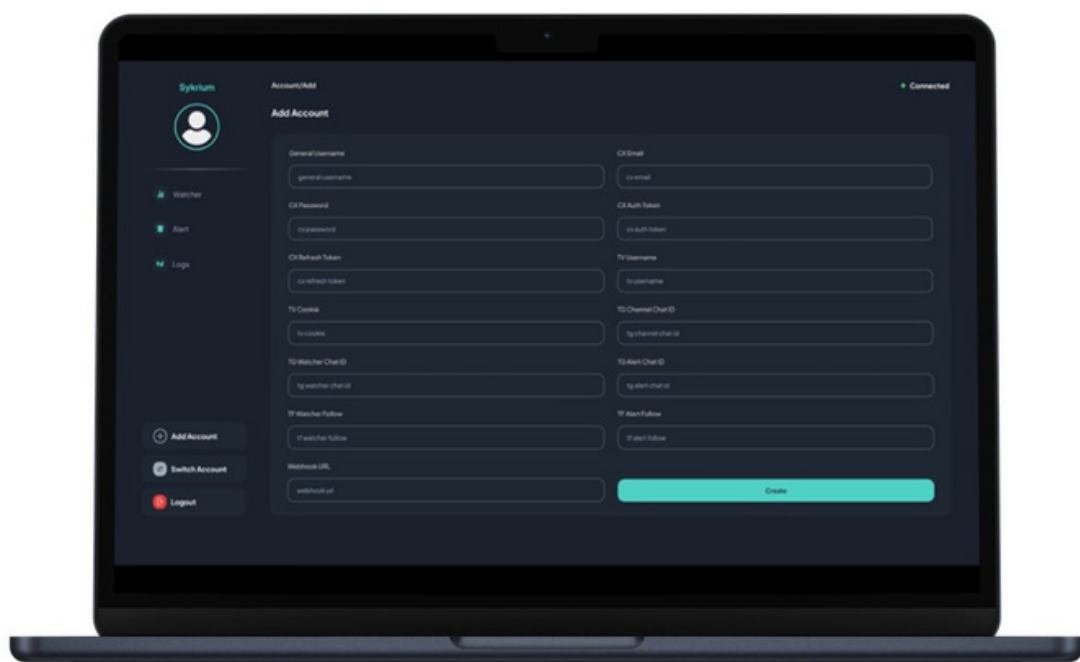 Sykrium
Account/Add
Connected
Add Account
General Username
CX Email
general username
cx email
CX Password
CX Auth Token
cx password
cx auth token
CX Refresh Token
TV Username
cx refresh token
tv username
TV Cookie
TG Channel Chat ID
tv cookie
tg channel chat id
TG Watcher Chat ID
TG Alert Chat ID
tg watcher chat id
tg alert chat id
TF Watcher Follow
TF Alert Follow
tf watcher follow
tf alert follow
Webhook URL
webhook url
Create
Watcher
Alert
Logs
Add Account
Switch Account
Logout